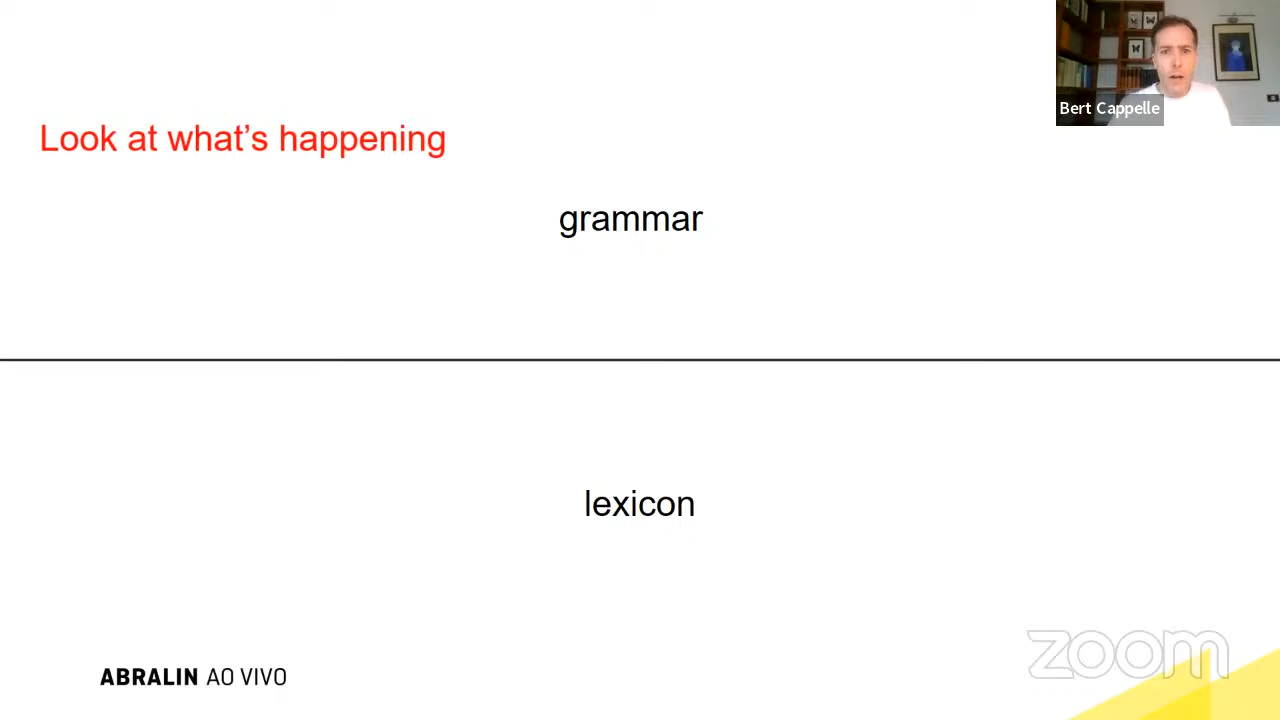 Bert Cappelle
Look at what’s happening
grammar
lexicon
ABRALIN AO VIVO
zoom